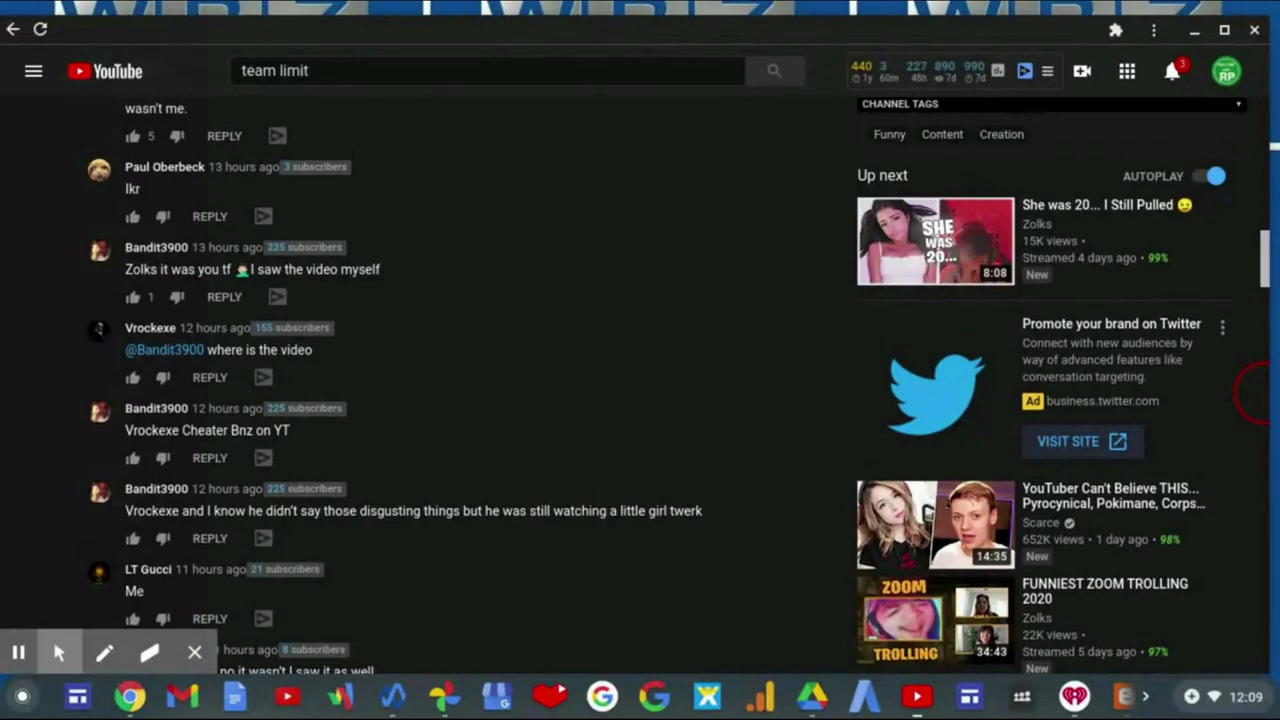 YouTube
team limit
440 3 227 890 990
1y 60m 48h 7d 7d
3
RP
wasn't me.
5 REPLY
Paul Oberbeck 13 hours ago 3 subscribers
Ikr
REPLY
Bandit3900 13 hours ago 225 subscribers
Zolks it was you tf 🤦🏻‍♂️I saw the video myself
1 REPLY
Vrockexe 12 hours ago 155 subscribers
@Bandit3900 where is the video
REPLY
Bandit3900 12 hours ago 225 subscribers
Vrockexe Cheater Bnz on YT
REPLY
Bandit3900 12 hours ago 225 subscribers
Vrockexe and I know he didn't say those disgusting things but he was still watching a little girl twerk
REPLY
LT Gucci 11 hours ago 21 subscribers
Me
REPLY
8 subscribers
no it wasn't I saw it as well
CHANNEL TAGS
Funny Content Creation
Up next AUTOPLAY
SHE
WAS
20...
8:08
She was 20... I Still Pulled 😉
Zolks
15K views •
Streamed 4 days ago • 99%
New
Promote your brand on Twitter
Connect with new audiences by
way of advanced features like
conversation targeting.
Ad business.twitter.com
VISIT SITE
14:35
YouTuber Can't Believe THIS...
Pyrocynical, Pokimane, Corps...
Scarce
652K views • 1 day ago • 98%
New
ZOOM
TROLLING
34:43
FUNNIEST ZOOM TROLLING
2020
Zolks
22K views •
Streamed 5 days ago • 97%
New
12:09